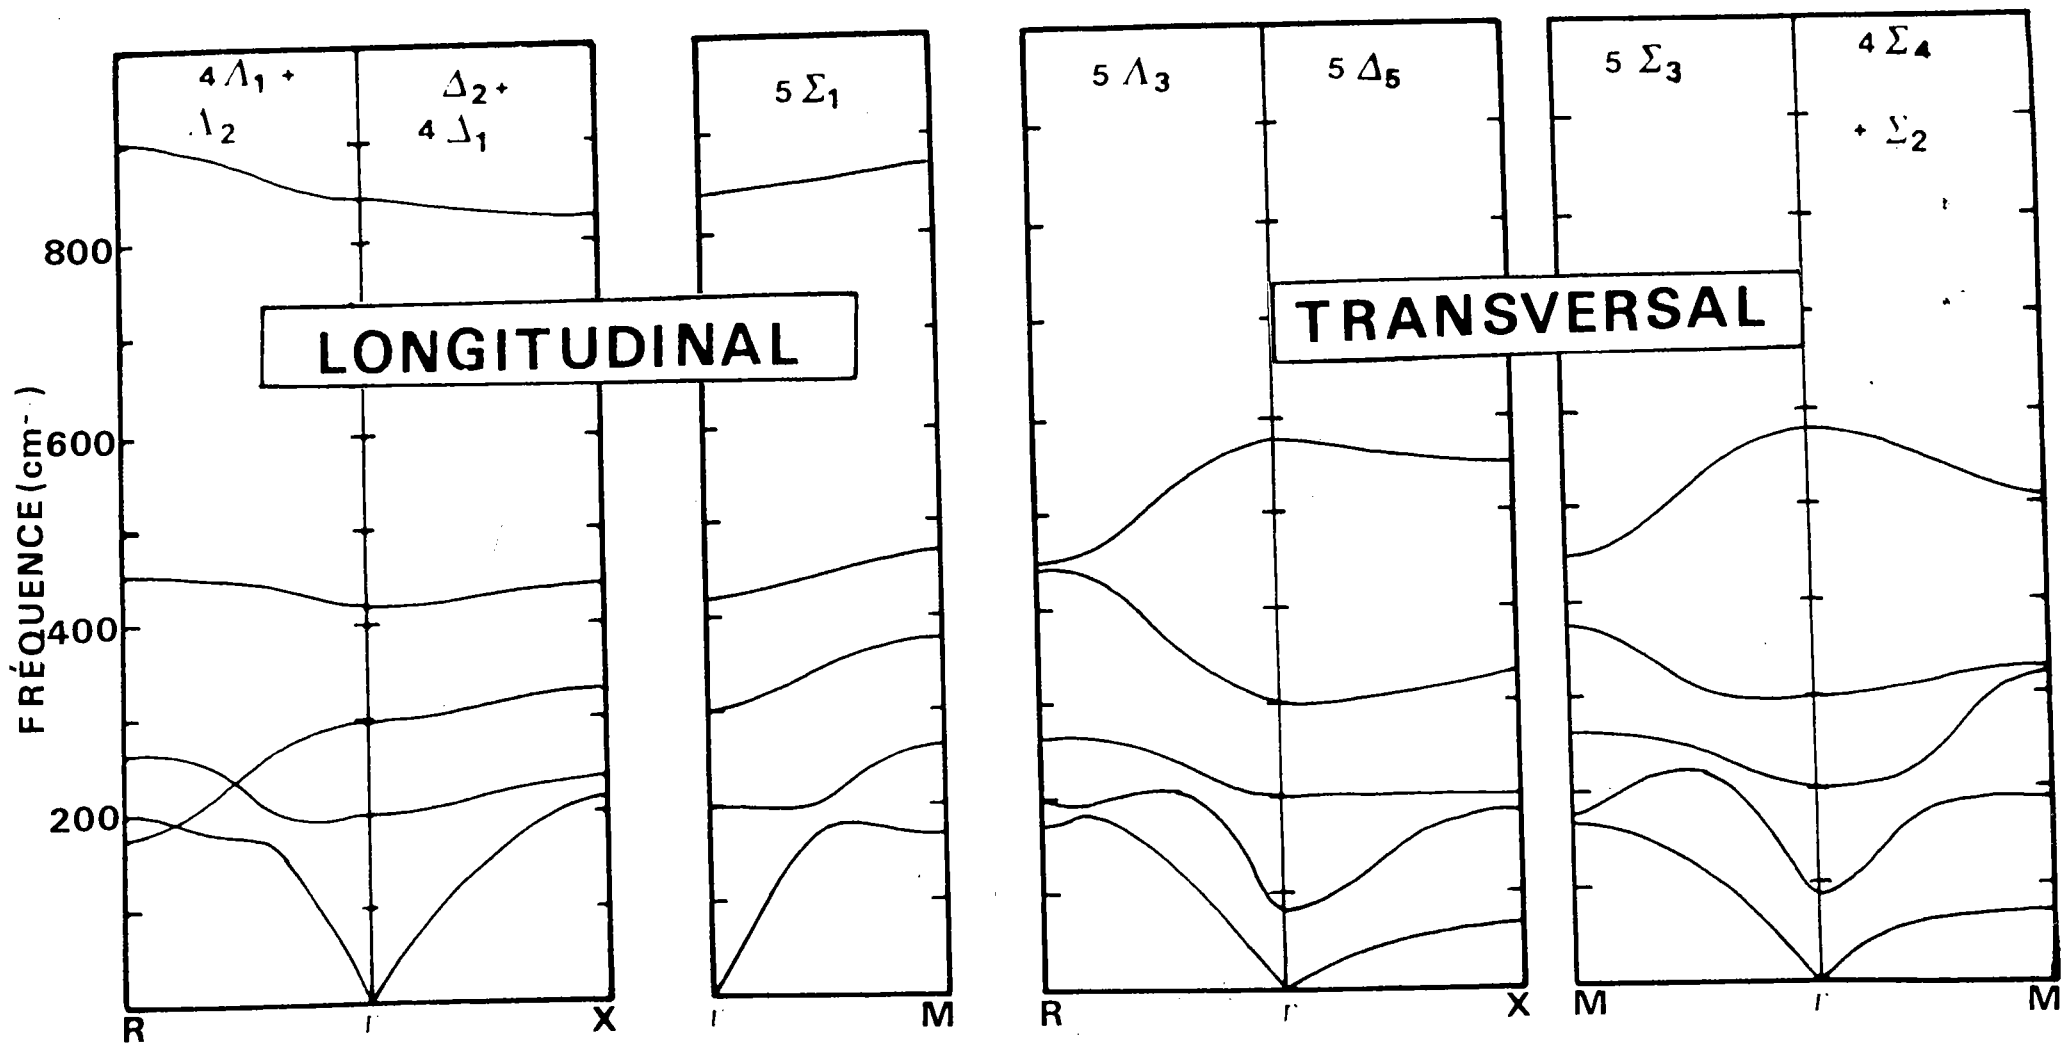 4 Λ1 +
Λ2
Δ2 +
4 Δ1
5 Σ1
5 Λ3
5 Δ5
5 Σ3
4 Σ4
+ Σ2
LONGITUDINAL
TRANSVERSAL
FRÉQUENCE (cm- )
800
600
400
200
R
Γ
X
Γ
M
R
Γ
X
M
Γ
M